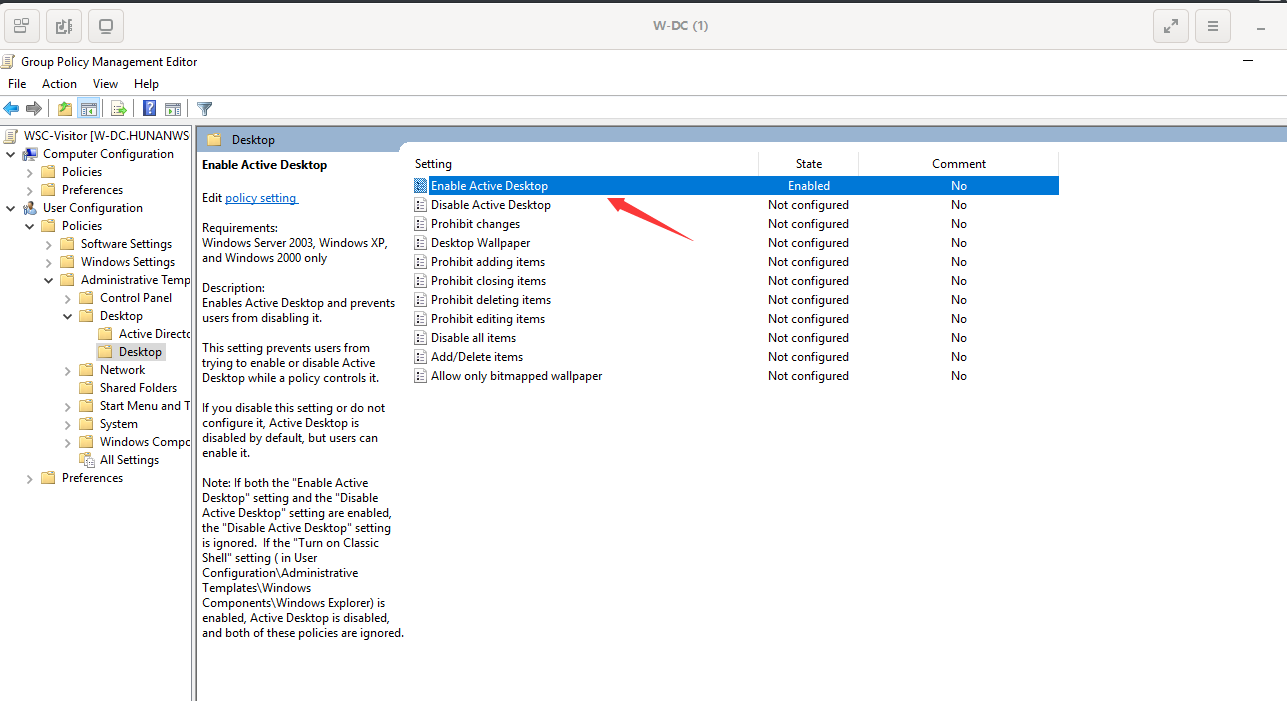 W-DC (1)
Group Policy Management Editor
File Action View Help
WSC-Visitor [W-DC.HUNANWS
Computer Configuration
Policies
Preferences
User Configuration
Policies
Software Settings
Windows Settings
Administrative Temp
Control Panel
Desktop
Active Directo
Desktop
Network
Shared Folders
Start Menu and T
System
Windows Compo
All Settings
Preferences
Desktop
Enable Active Desktop
Edit policy setting
Requirements:
Windows Server 2003, Windows XP,
and Windows 2000 only
Description:
Enables Active Desktop and prevents
users from disabling it.
This setting prevents users from
trying to enable or disable Active
Desktop while a policy controls it.
If you disable this setting or do not
configure it, Active Desktop is
disabled by default, but users can
enable it.
Note: If both the "Enable Active
Desktop" setting and the "Disable
Active Desktop" setting are enabled,
the "Disable Active Desktop" setting
is ignored.  If the "Turn on Classic
Shell" setting ( in User
Configuration\Administrative
Templates\Windows
Components\Windows Explorer) is
enabled, Active Desktop is disabled,
and both of these policies are ignored.
Setting State Comment
Enable Active Desktop Enabled No
Disable Active Desktop Not configured No
Prohibit changes Not configured No
Desktop Wallpaper Not configured No
Prohibit adding items Not configured No
Prohibit closing items Not configured No
Prohibit deleting items Not configured No
Prohibit editing items Not configured No
Disable all items Not configured No
Add/Delete items Not configured No
Allow only bitmapped wallpaper Not configured No